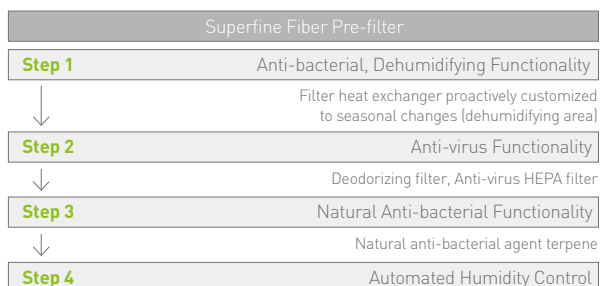 Superfine Fiber Pre-filter
Step 1 Anti-bacterial, Dehumidifying Functionality
Filter heat exchanger proactively customized
to seasonal changes (dehumidifying area)
Step 2 Anti-virus Functionality
Deodorizing filter, Anti-virus HEPA filter
Step 3 Natural Anti-bacterial Functionality
Natural anti-bacterial agent terpene
Step 4 Automated Humidity Control